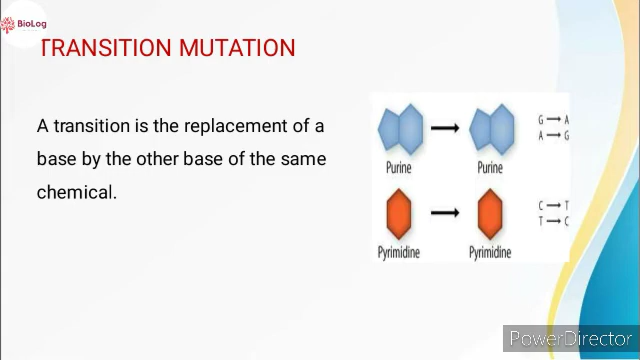 BioLog
TRANSITION MUTATION
A transition is the replacement of a
base by the other base of the same
chemical.
G → A
A → G
Purine Purine
C → T
T → C
Pyrimidine Pyrimidine
PowerDirector